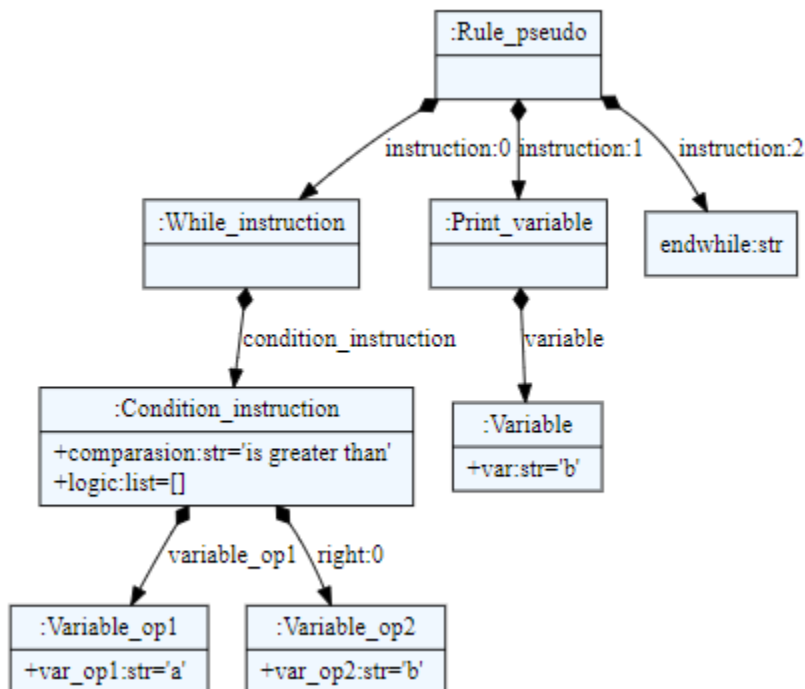 :Rule_pseudo
instruction:0
instruction:1
instruction:2
:While_instruction
:Print_variable
endwhile:str
condition_instruction
variable
:Condition_instruction
+comparasion:str='is greater than'
+logic:list=[]
:Variable
+var:str='b'
variable_op1
right:0
:Variable_op1
+var_op1:str='a'
:Variable_op2
+var_op2:str='b'